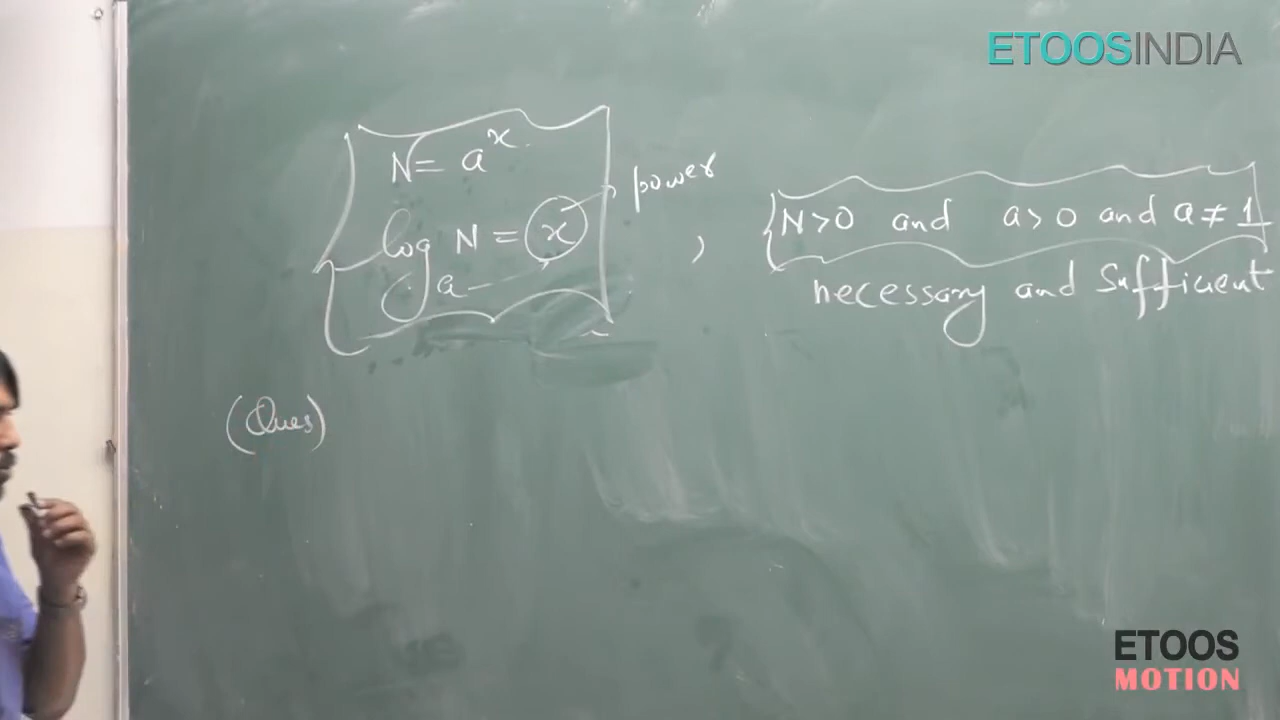 ETOOSINDIA
N = a^x
power
log_a N = x , N>0 and a>0 and a≠1
necessary and sufficient
(Ques)
ETOOS
MOTION